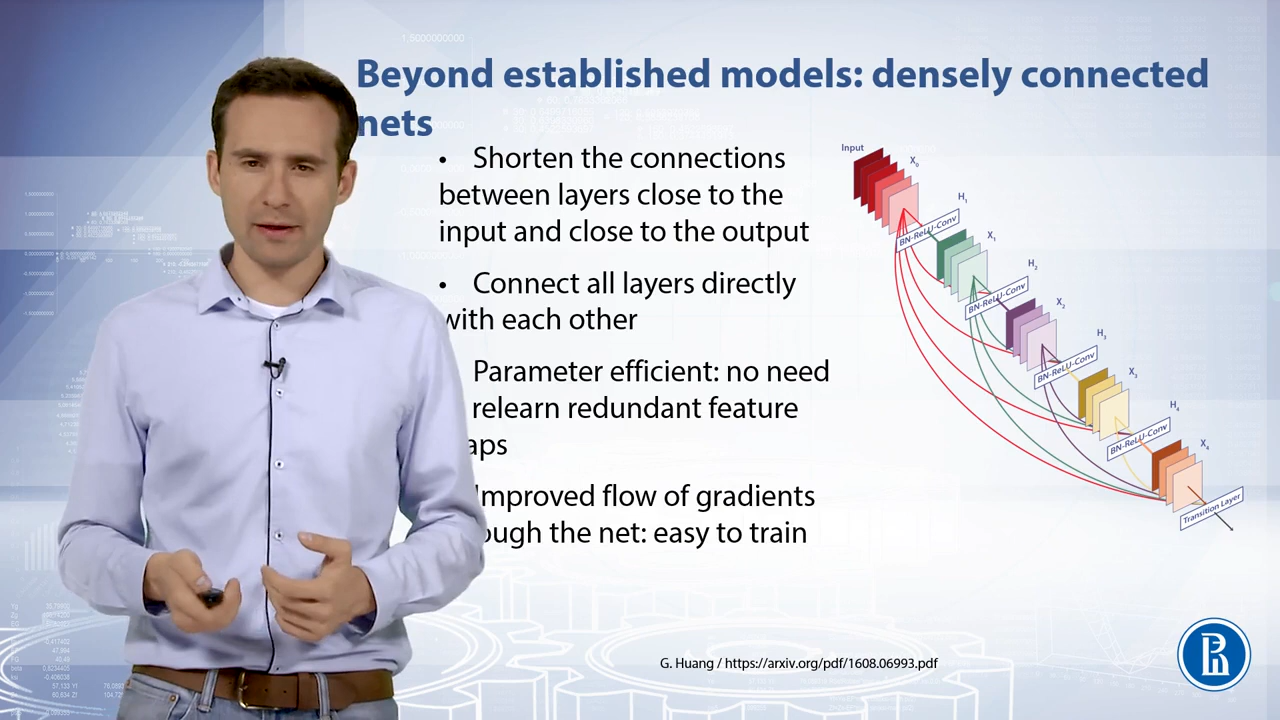 Beyond established models: densely connected
nets
• Shorten the connections
between layers close to the
input and close to the output
• Connect all layers directly
with each other
Parameter efficient: no need
relearn redundant feature
aps
Improved flow of gradients
ough the net: easy to train
Input
X0
H1
BN-ReLU-Conv
X1
H2
BN-ReLU-Conv
X2
H3
BN-ReLU-Conv
X3
H4
BN-ReLU-Conv
X4
Transition Layer
G. Huang / https://arxiv.org/pdf/1608.06993.pdf